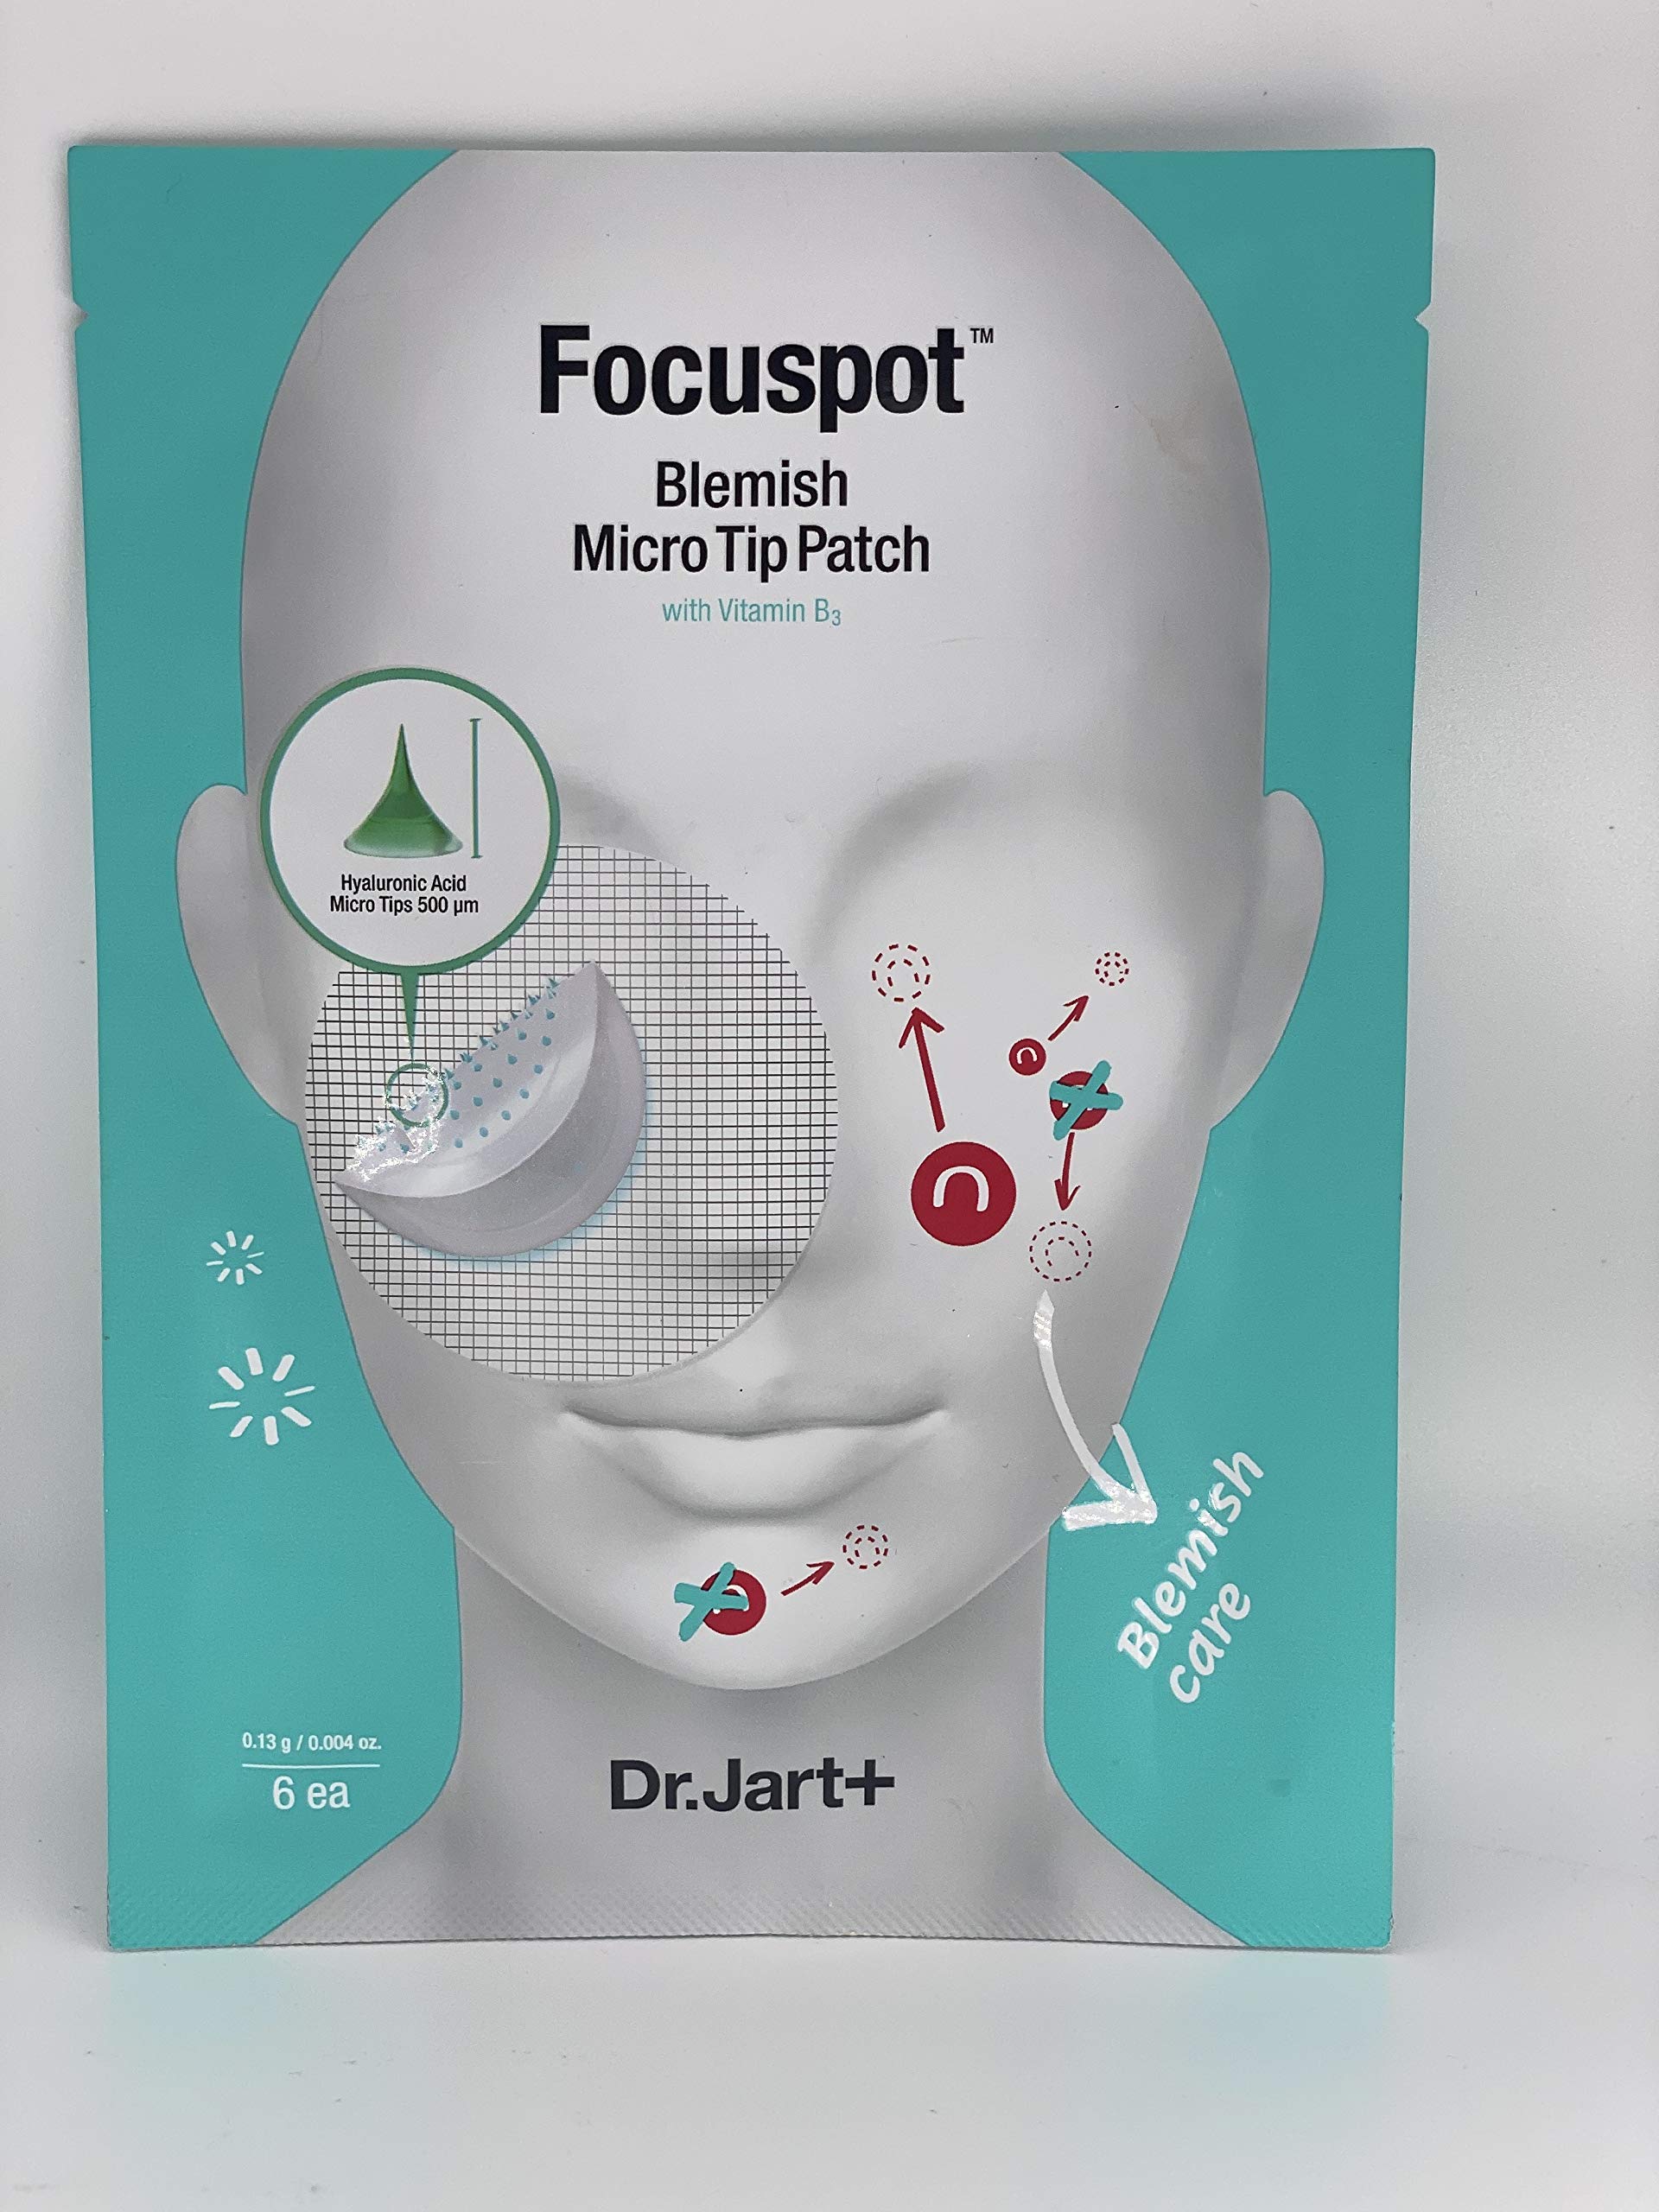 Focuspot™
Blemish
Micro Tip Patch
with Vitamin B₃
Hyaluronic Acid
Micro Tips 500 μm
Blemish
care
0.13 g / 0.004 oz.
6 ea
Dr.Jart+